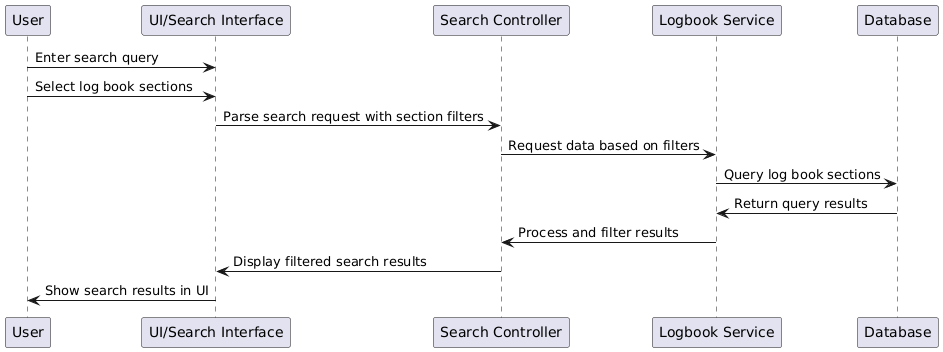 User
UI/Search Interface
Search Controller
Logbook Service
Database
Enter search query
Select log book sections
Parse search request with section filters
Request data based on filters
Query log book sections
Return query results
Process and filter results
Display filtered search results
Show search results in UI
User
UI/Search Interface
Search Controller
Logbook Service
Database